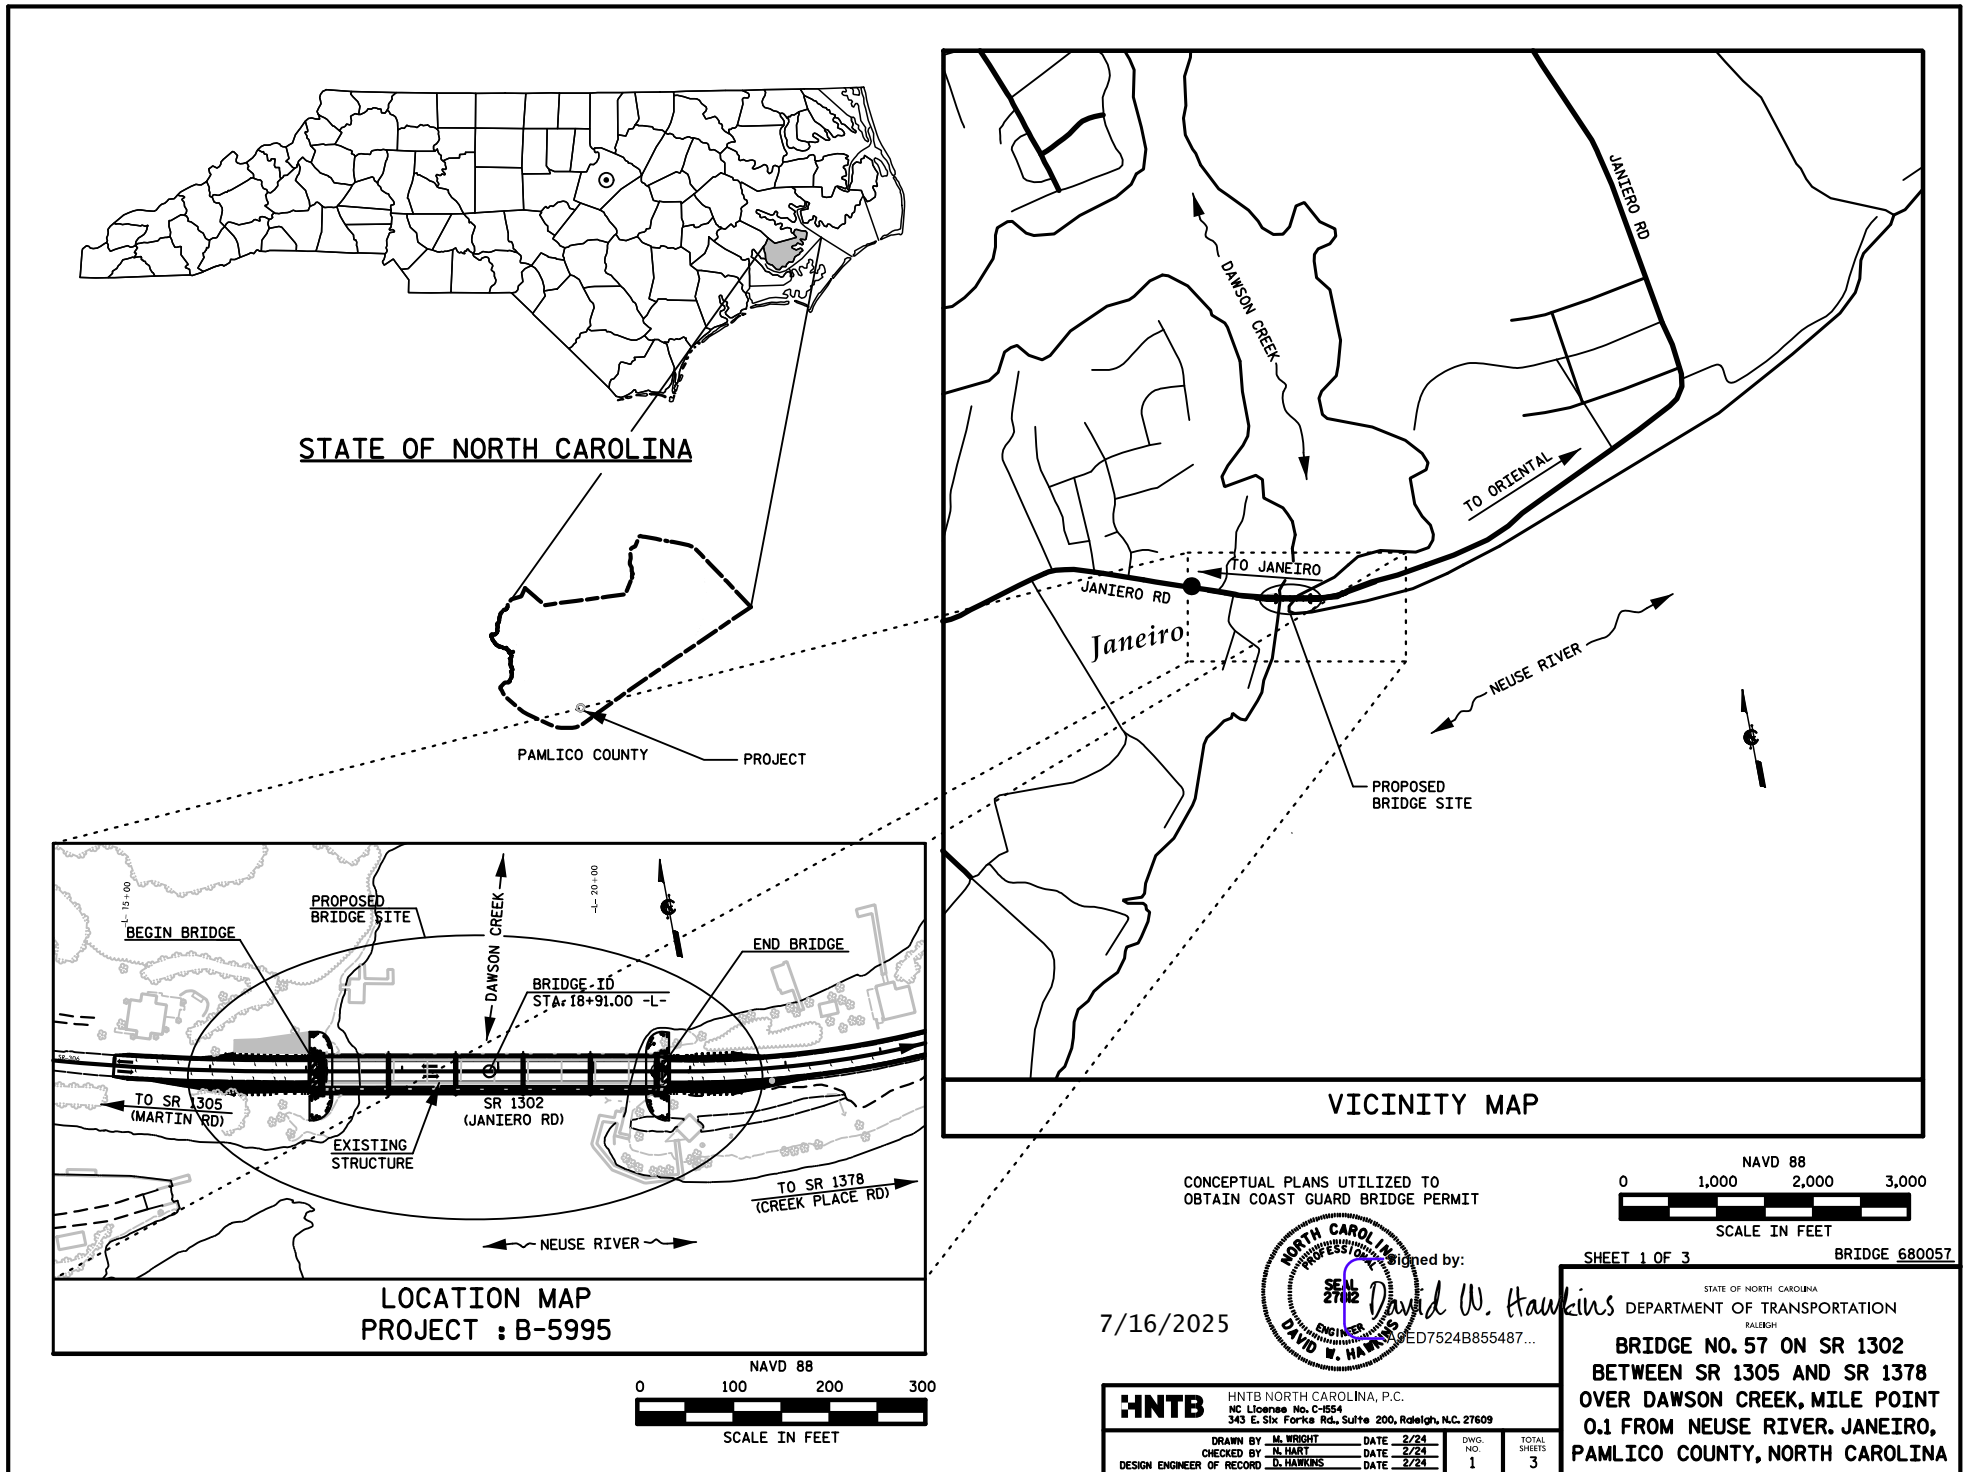 STATE OF NORTH CAROLINA
PAMLICO COUNTY
PROJECT
JANIERO RD
DAWSON CREEK
TO ORIENTAL
TO JANEIRO
JANIERO RD
Janeiro
NEUSE RIVER
PROPOSED
BRIDGE SITE
VICINITY MAP
-L- 15+00
-L- 20+00
PROPOSED
BRIDGE SITE
BEGIN BRIDGE
DAWSON CREEK
END BRIDGE
BRIDGE ID
STA. 18+91.00 -L-
TO SR 1305
(MARTIN RD)
SR 1302
(JANIERO RD)
EXISTING
STRUCTURE
TO SR 1378
(CREEK PLACE RD)
NEUSE RIVER
LOCATION MAP
PROJECT : B-5995
NAVD 88
0 100 200 300
SCALE IN FEET
CONCEPTUAL PLANS UTILIZED TO
OBTAIN COAST GUARD BRIDGE PERMIT
NAVD 88
0 1,000 2,000 3,000
SCALE IN FEET
7/16/2025
NORTH CAROLINA
PROFESSIONAL
SEAL
ENGINEER
DAVID W. HAWKINS
Signed by:
David W. Hawkins
ED7524B855487...
SHEET 1 OF 3
BRIDGE 680057
STATE OF NORTH CAROLINA
DEPARTMENT OF TRANSPORTATION
RALEIGH
BRIDGE NO. 57 ON SR 1302
BETWEEN SR 1305 AND SR 1378
OVER DAWSON CREEK, MILE POINT
0.1 FROM NEUSE RIVER. JANEIRO,
PAMLICO COUNTY, NORTH CAROLINA
HNTB
HNTB NORTH CAROLINA, P.C.
NC License No. C-1554
343 E. Six Forks Rd., Suite 200, Raleigh, N.C. 27609
DRAWN BY M. WRIGHT DATE 2/24
CHECKED BY N. HART DATE 2/24
DESIGN ENGINEER OF RECORD D. HAWKINS DATE 2/24
DWG. NO. 1
TOTAL SHEETS 3